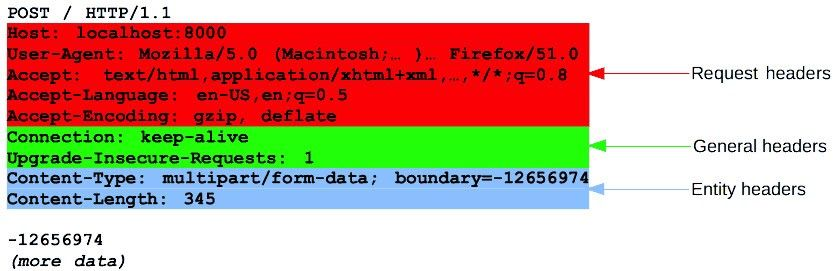 POST / HTTP/1.1
Host: localhost:8000
User-Agent: Mozilla/5.0 (Macintosh;… )… Firefox/51.0
Accept: text/html,application/xhtml+xml,…,*/*;q=0.8
Request headers
Accept-Language: en-US,en;q=0.5
Accept-Encoding: gzip, deflate
Connection: keep-alive
General headers
Upgrade-Insecure-Requests: 1
Content-Type: multipart/form-data; boundary=-12656974
Entity headers
Content-Length: 345
-12656974
(more data)